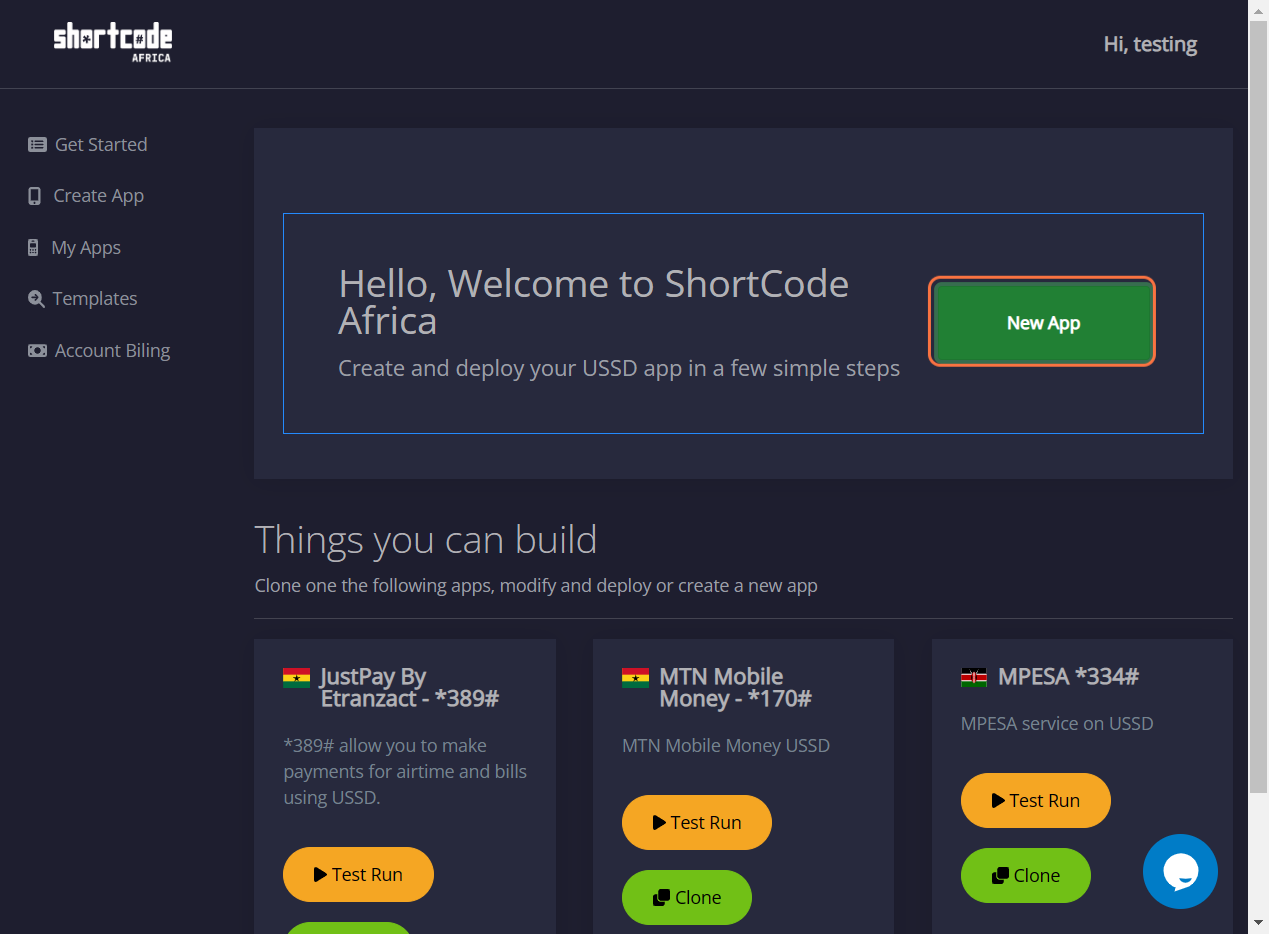 shortcode
AFRICA
Hi, testing
Get Started
Create App
My Apps
Templates
Account Biling
Hello, Welcome to ShortCode
Africa
Create and deploy your USSD app in a few simple steps
New App
Things you can build
Clone one the following apps, modify and deploy or create a new app
JustPay By
Etranzact - *389#
*389# allow you to make
payments for airtime and bills
using USSD.
Test Run
MTN Mobile
Money - *170#
MTN Mobile Money USSD
Test Run
Clone
MPESA *334#
MPESA service on USSD
Test Run
Clone